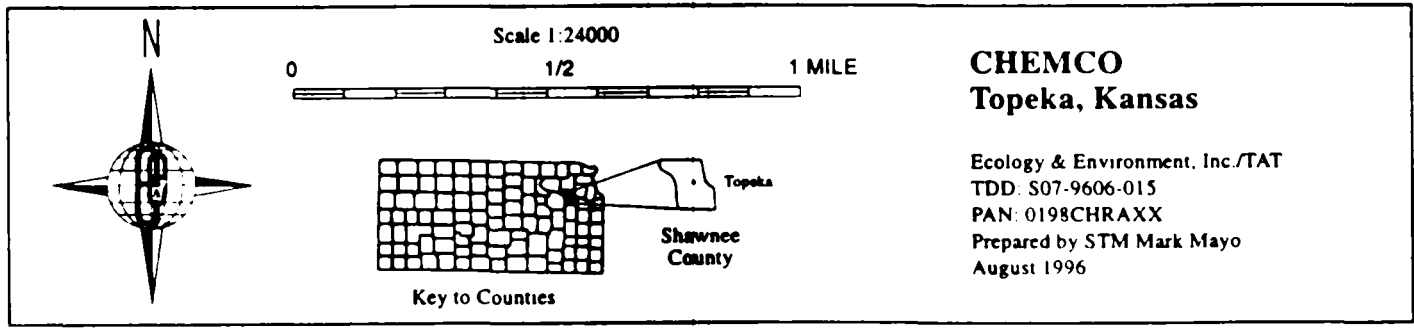 N
Scale 1:24000
0 1/2 1 MILE
Topeka
Shawnee
County
Key to Counties
CHEMCO
Topeka, Kansas
Ecology & Environment, Inc./TAT
TDD: S07-9606-015
PAN: 0198CHRAXX
Prepared by STM Mark Mayo
August 1996